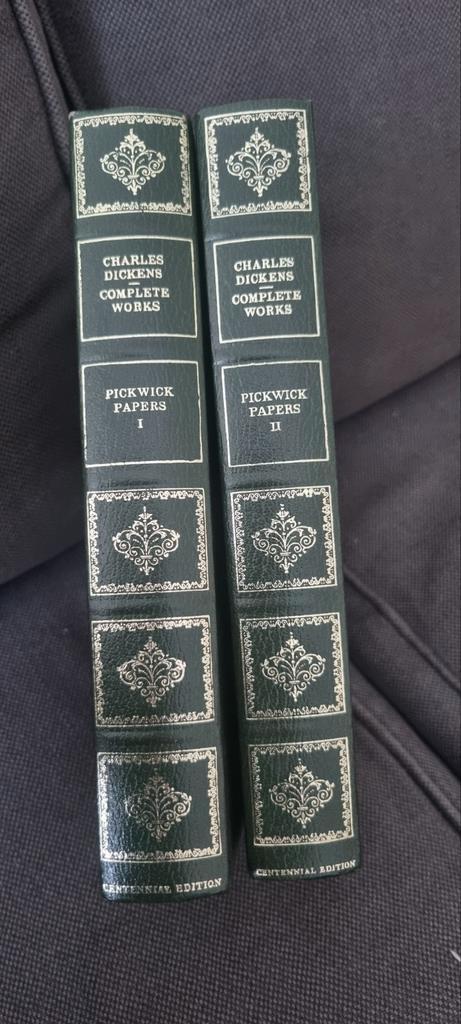 CHARLES
DICKENS
COMPLETE
WORKS
PICKWICK
PAPERS
I
CENTENNIAL EDITION
CHARLES
DICKENS
COMPLETE
WORKS
PICKWICK
PAPERS
II
CENTENNIAL EDITION